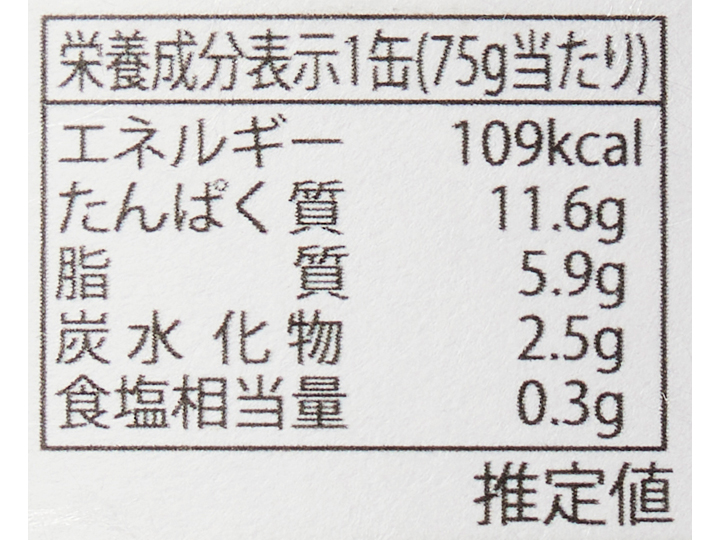 栄養成分表示1缶(75g当たり)
エネルギー 109kcal
たんぱく質 11.6g
脂質 5.9g
炭水化物 2.5g
食塩相当量 0.3g
推定値